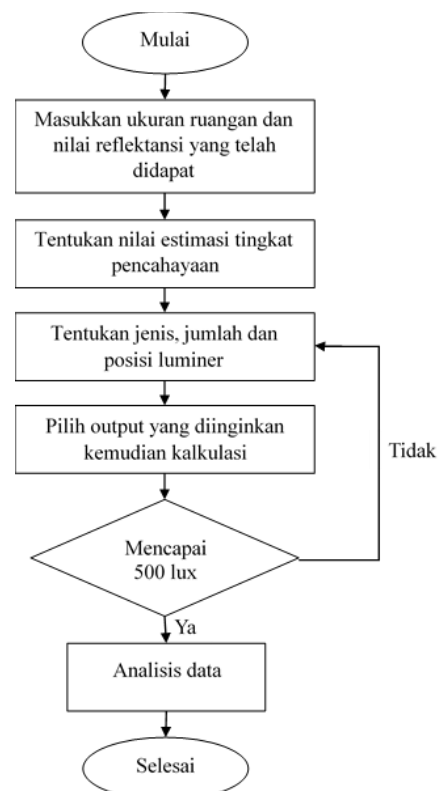 Mulai
Masukkan ukuran ruangan dan
nilai reflektansi yang telah
didapat
Tentukan nilai estimasi tingkat
pencahayaan
Tentukan jenis, jumlah dan
posisi luminer
Pilih output yang diinginkan
kemudian kalkulasi
Tidak
Mencapai
500 lux
Ya
Analisis data
Selesai